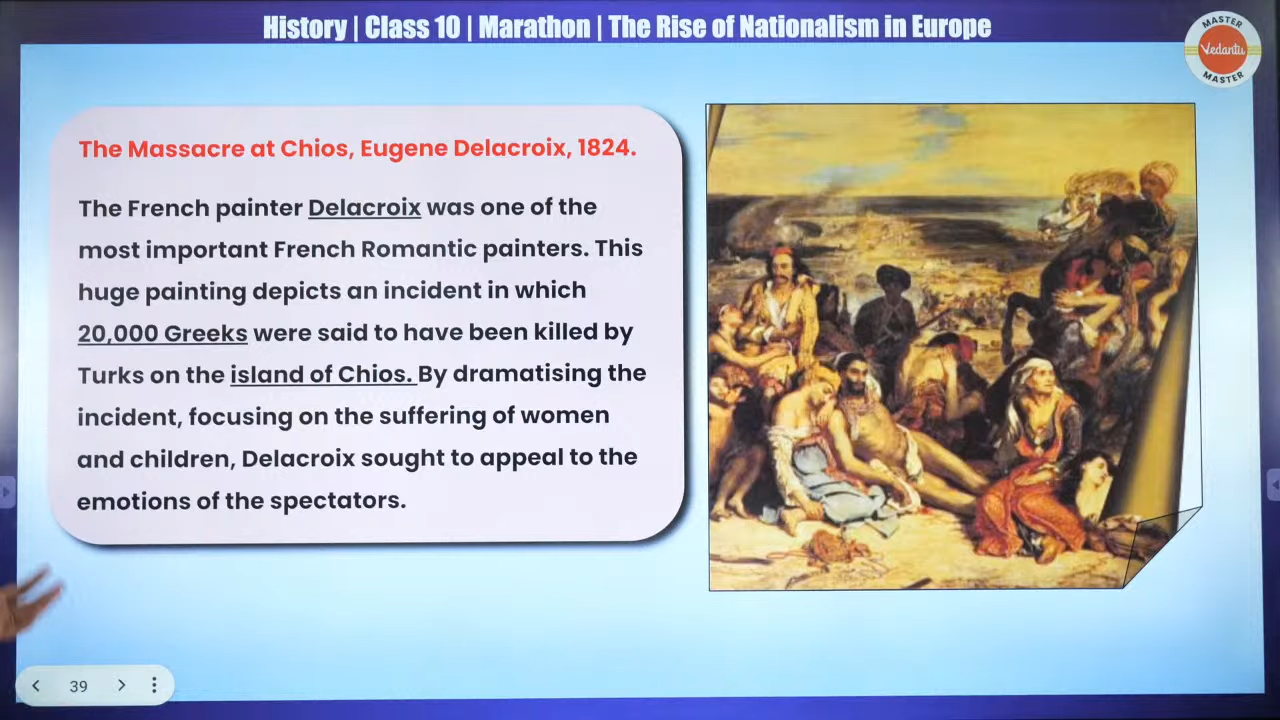 History | Class 10 | Marathon | The Rise of Nationalism in Europe
MASTER
Vedantu
MASTER
The Massacre at Chios, Eugene Delacroix, 1824.
The French painter Delacroix was one of the
most important French Romantic painters. This
huge painting depicts an incident in which
20,000 Greeks were said to have been killed by
Turks on the island of Chios. By dramatising the
incident, focusing on the suffering of women
and children, Delacroix sought to appeal to the
emotions of the spectators.
39